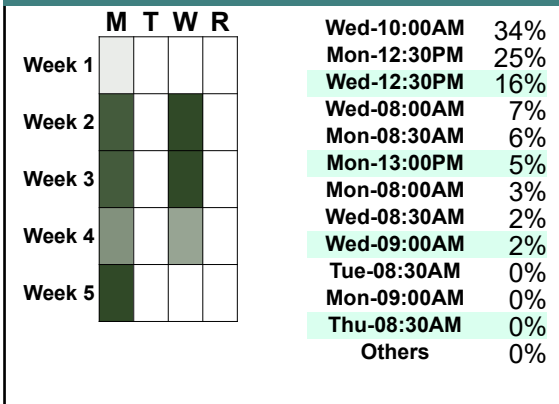 M T W R
Week 1
Week 2
Week 3
Week 4
Week 5
Wed-10:00AM 34%
Mon-12:30PM 25%
Wed-12:30PM 16%
Wed-08:00AM 7%
Mon-08:30AM 6%
Mon-13:00PM 5%
Mon-08:00AM 3%
Wed-08:30AM 2%
Wed-09:00AM 2%
Tue-08:30AM 0%
Mon-09:00AM 0%
Thu-08:30AM 0%
Others 0%